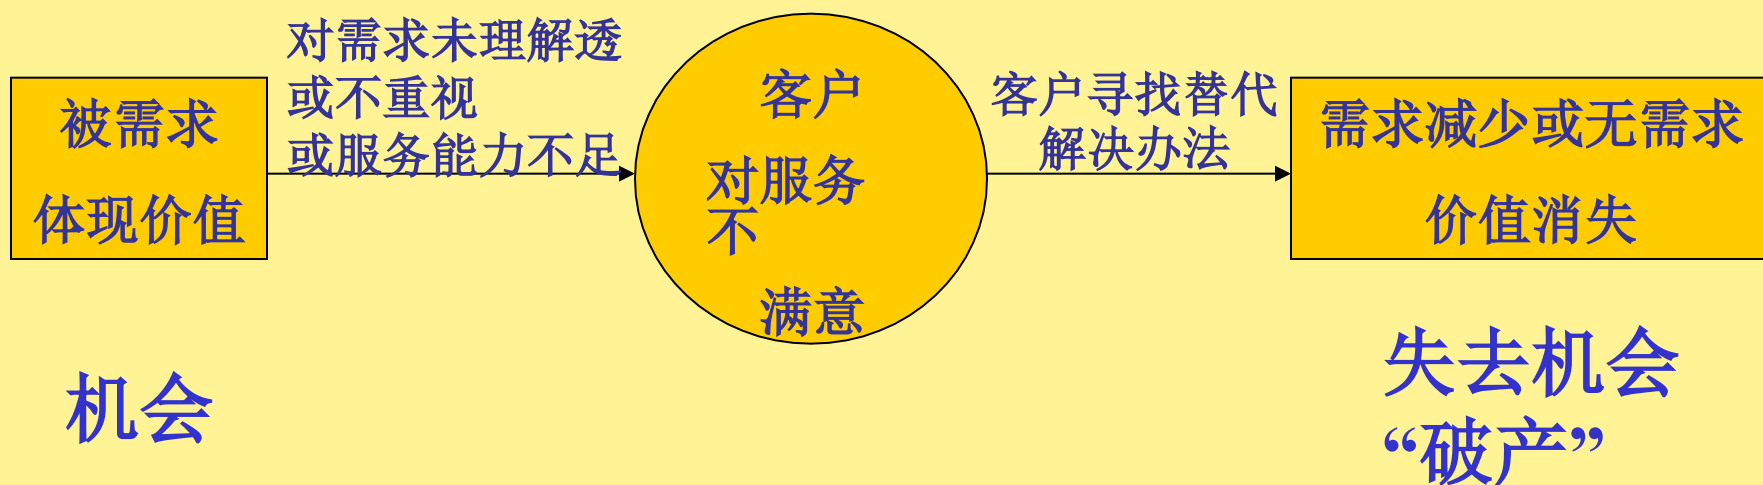 被需求
体现价值
对需求未理解透
或不重视
或服务能力不足
客户
对服务
不
满意
客户寻找替代
解决办法
需求减少或无需求
价值消失
机会
失去机会
“破产”